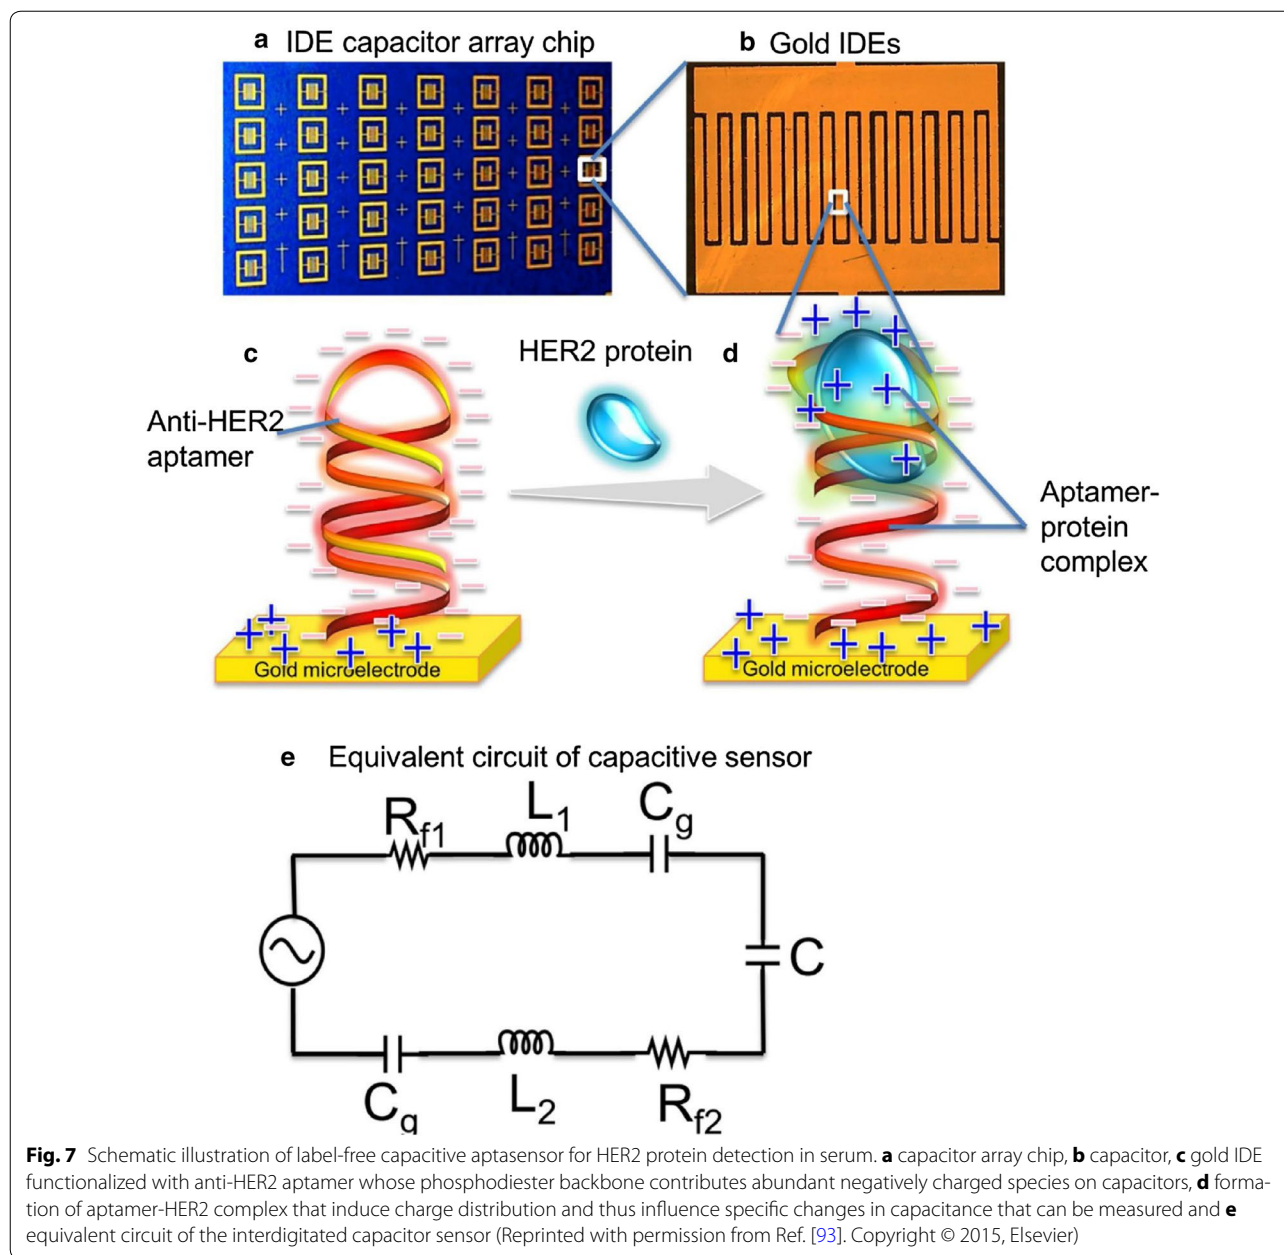 a IDE capacitor array chip
b Gold IDEs
c
HER2 protein
d
Anti-HER2
aptamer
Aptamer-
protein
complex
Gold microelectrode
Gold microelectrode
e Equivalent circuit of capacitive sensor
Rf1
L1
Cg
C
Cg
L2
Rf2
Fig. 7 Schematic illustration of label-free capacitive aptasensor for HER2 protein detection in serum. a capacitor array chip, b capacitor, c gold IDE
functionalized with anti-HER2 aptamer whose phosphodiester backbone contributes abundant negatively charged species on capacitors, d forma-
tion of aptamer-HER2 complex that induce charge distribution and thus influence specific changes in capacitance that can be measured and e
equivalent circuit of the interdigitated capacitor sensor (Reprinted with permission from Ref. [93]. Copyright © 2015, Elsevier)